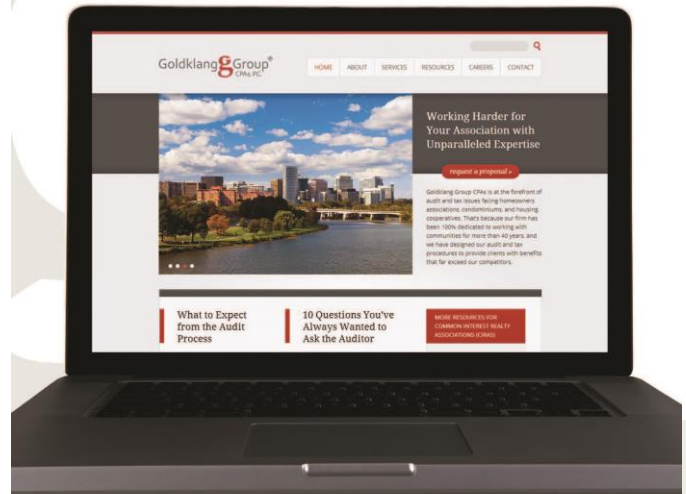 Goldklang Group®
CPAs, P.C.
HOME ABOUT SERVICES RESOURCES CAREERS CONTACT
Working Harder for
Your Association with
Unparalleled Expertise
request a proposal »
Goldklang Group CPAs is at the forefront of
audit and tax issues facing homeowners
associations, condominiums, and housing
cooperatives. That's because our firm has
been 100% dedicated to working with
communities for more than 40 years, and
we have designed our audit and tax
procedures to provide clients with benefits
that far exceed our competitors.
What to Expect
from the Audit
Process
10 Questions You've
Always Wanted to
Ask the Auditor
MORE RESOURCES FOR
COMMON INTEREST REALTY
ASSOCIATIONS (CIRAS)